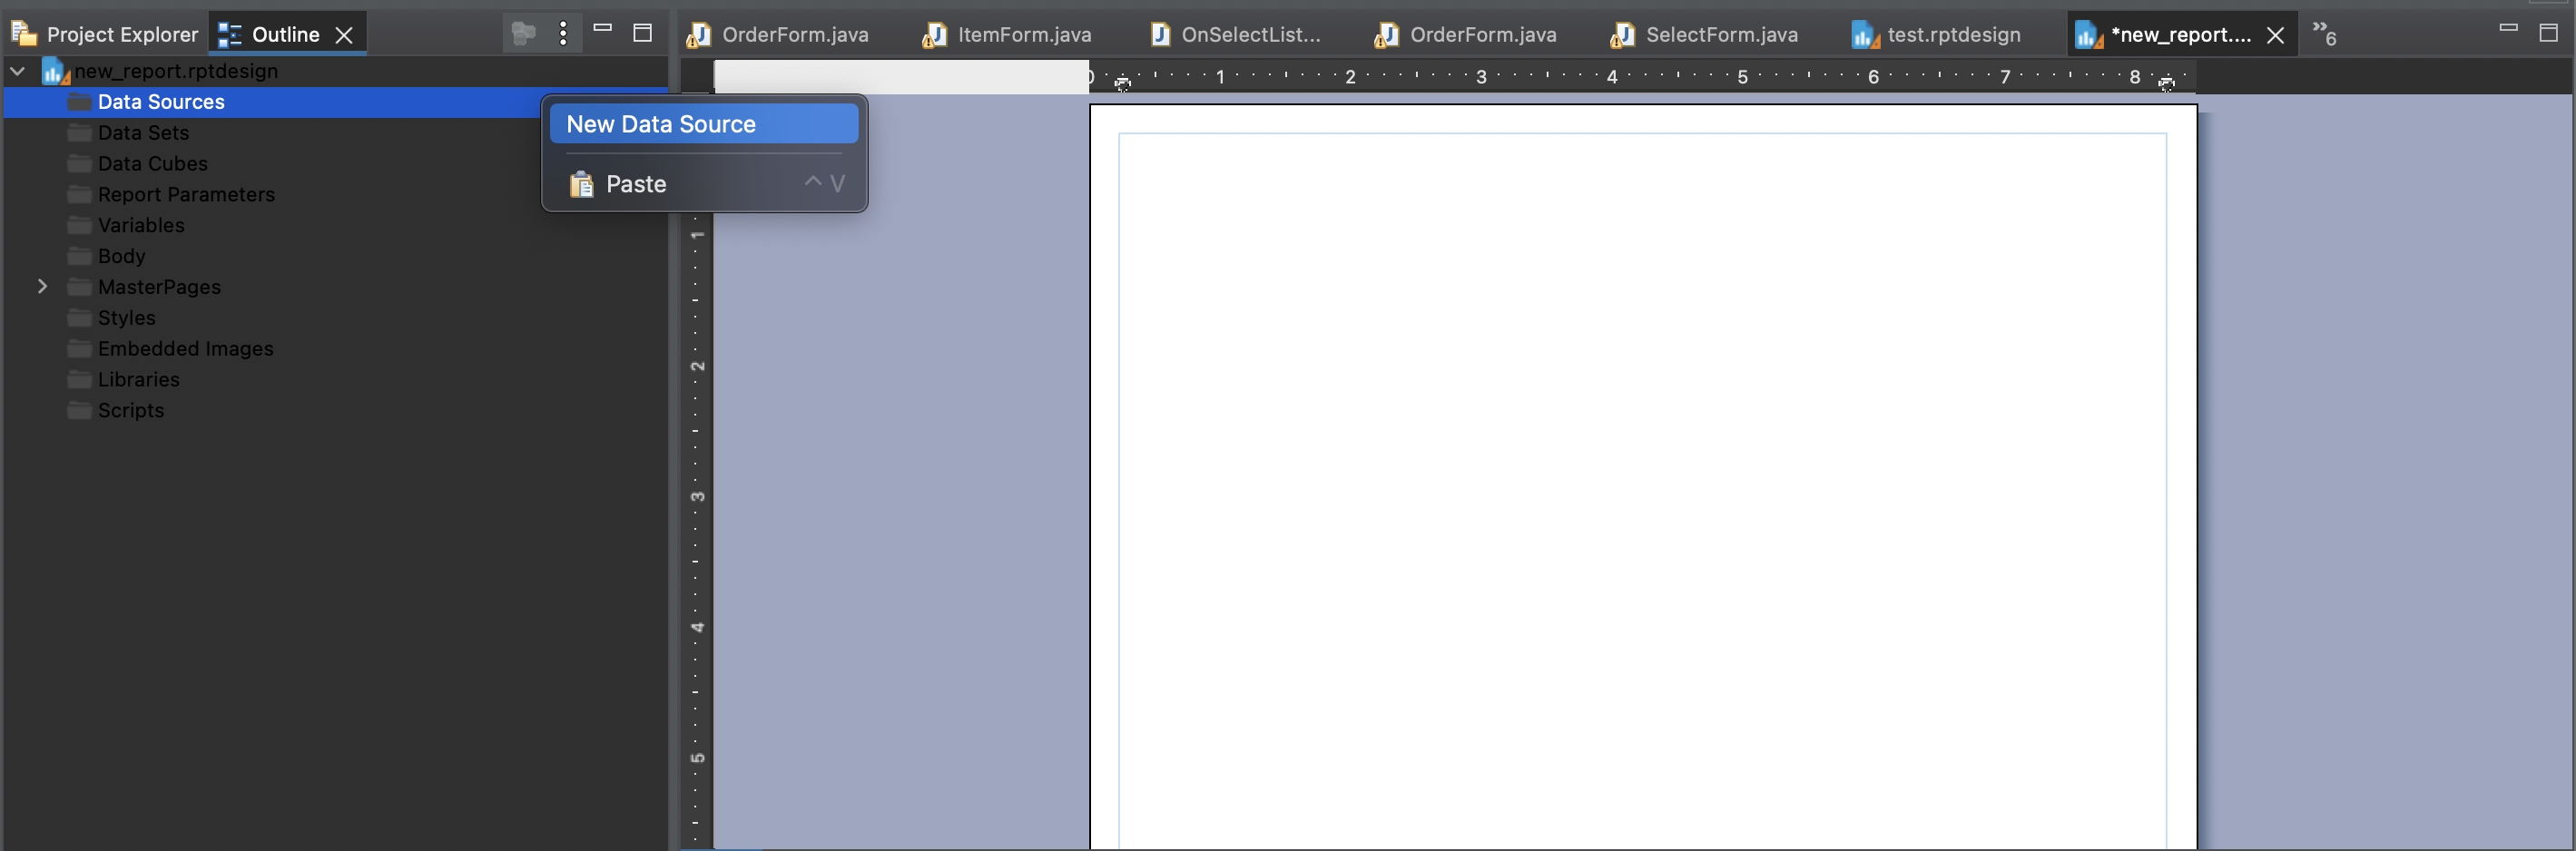 Project Explorer
Outline
OrderForm.java
ItemForm.java
OnSelectList...
OrderForm.java
SelectForm.java
test.rptdesign
*new_report....
»6
new_report.rptdesign
Data Sources
Data Sets
Data Cubes
Report Parameters
Variables
Body
MasterPages
Styles
Embedded Images
Libraries
Scripts
New Data Source
Paste ^ V
0 1 2 3 4 5 6 7 8
1
2
3
4
5